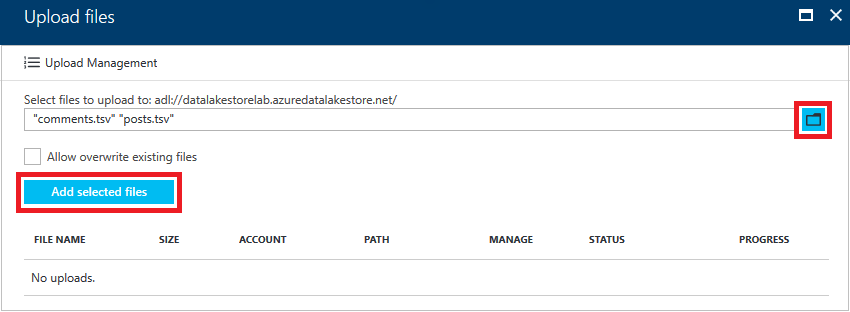 Upload files
Upload Management
Select files to upload to: adl://datalakestorelab.azuredatalakestore.net/
"comments.tsv" "posts.tsv"
Allow overwrite existing files
Add selected files
FILE NAME SIZE ACCOUNT PATH MANAGE STATUS PROGRESS
No uploads.